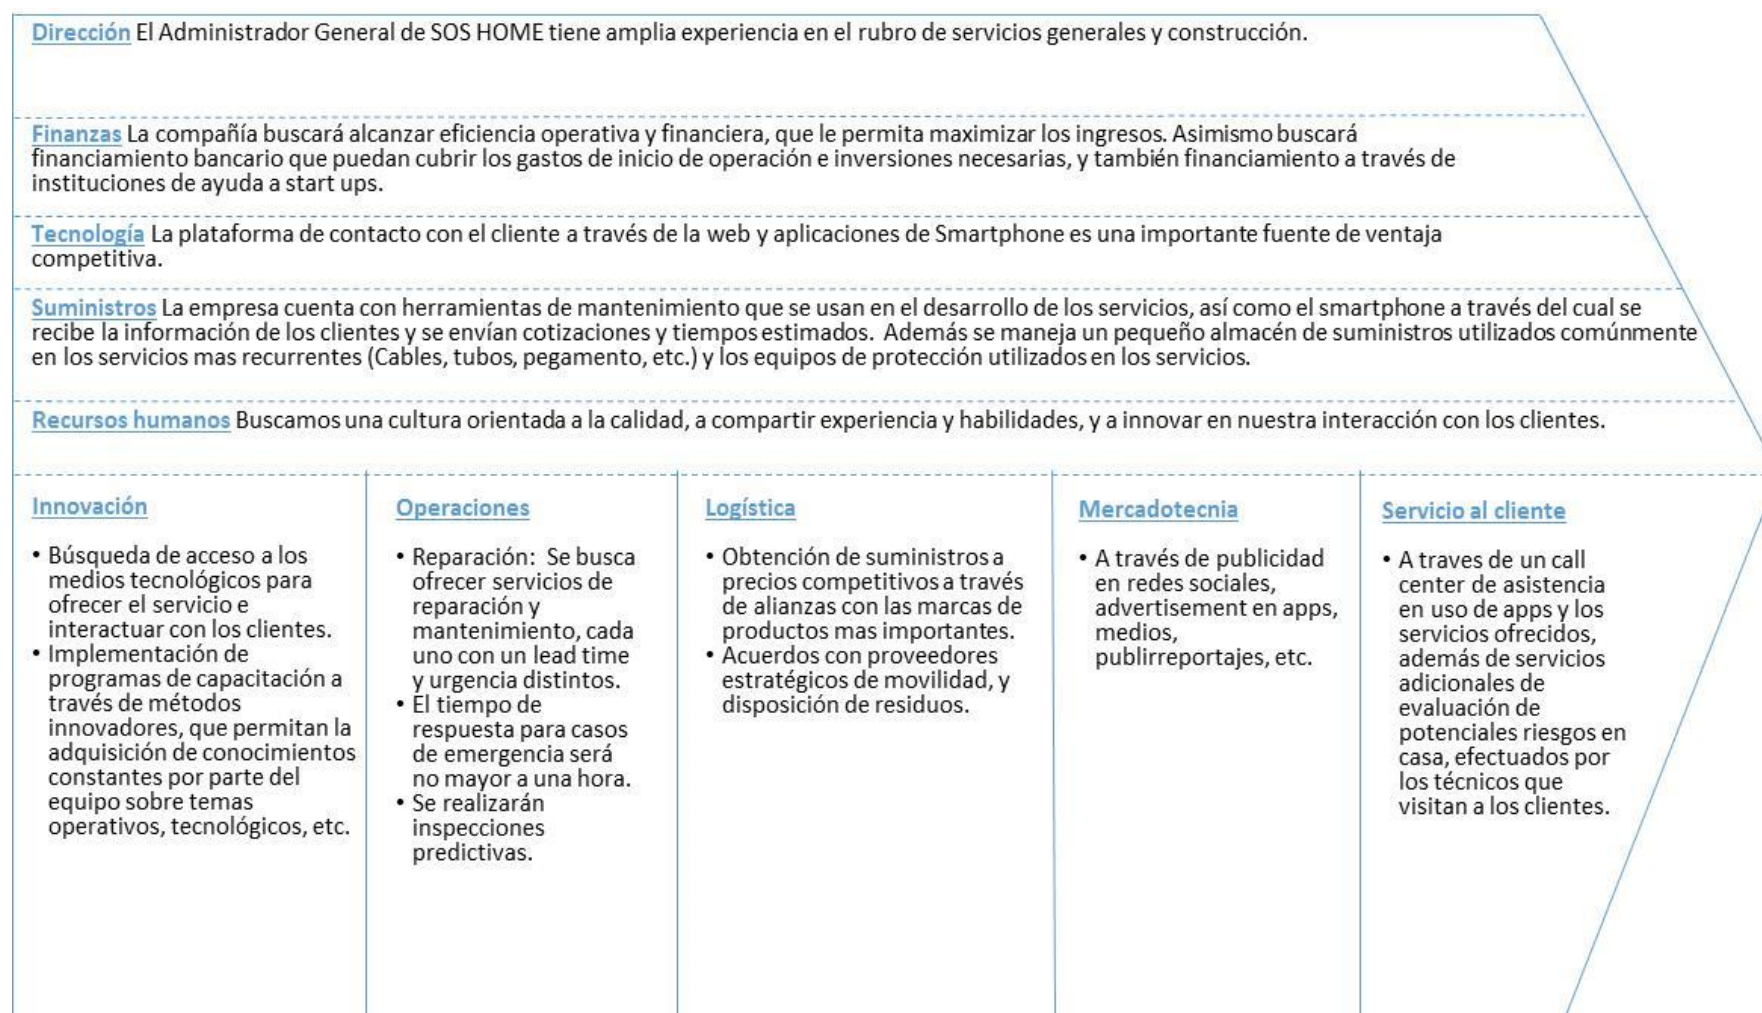 Dirección El Administrador General de SOS HOME tiene amplia experiencia en el rubro de servicios generales y construcción.
Finanzas La compañía buscará alcanzar eficiencia operativa y financiera, que le permita maximizar los ingresos. Asimismo buscará
financiamiento bancario que puedan cubrir los gastos de inicio de operación e inversiones necesarias, y también financiamiento a través de
instituciones de ayuda a start ups.
Tecnología La plataforma de contacto con el cliente a través de la web y aplicaciones de Smartphone es una importante fuente de ventaja
competitiva.
Suministros La empresa cuenta con herramientas de mantenimiento que se usan en el desarrollo de los servicios, así como el smartphone a través del cual se
recibe la información de los clientes y se envían cotizaciones y tiempos estimados. Además se maneja un pequeño almacén de suministros utilizados comúnmente
en los servicios mas recurrentes (Cables, tubos, pegamento, etc.) y los equipos de protección utilizados en los servicios.
Recursos humanos Buscamos una cultura orientada a la calidad, a compartir experiencia y habilidades, y a innovar en nuestra interacción con los clientes.
Innovación
• Búsqueda de acceso a los
medios tecnológicos para
ofrecer el servicio e
interactuar con los clientes.
• Implementación de
programas de capacitación a
través de métodos
innovadores, que permitan la
adquisición de conocimientos
constantes por parte del
equipo sobre temas
operativos, tecnológicos, etc.
Operaciones
• Reparación: Se busca
ofrecer servicios de
reparación y
mantenimiento, cada
uno con un lead time
y urgencia distintos.
• El tiempo de
respuesta para casos
de emergencia será
no mayor a una hora.
• Se realizarán
inspecciones
predictivas.
Logística
• Obtención de suministros a
precios competitivos a través
de alianzas con las marcas de
productos mas importantes.
• Acuerdos con proveedores
estratégicos de movilidad, y
disposición de residuos.
Mercadotecnia
• A través de publicidad
en redes sociales,
advertisement en apps,
medios,
publirreportajes, etc.
Servicio al cliente
• A traves de un call
center de asistencia
en uso de apps y los
servicios ofrecidos,
además de servicios
adicionales de
evaluación de
potenciales riesgos en
casa, efectuados por
los técnicos que
visitan a los clientes.